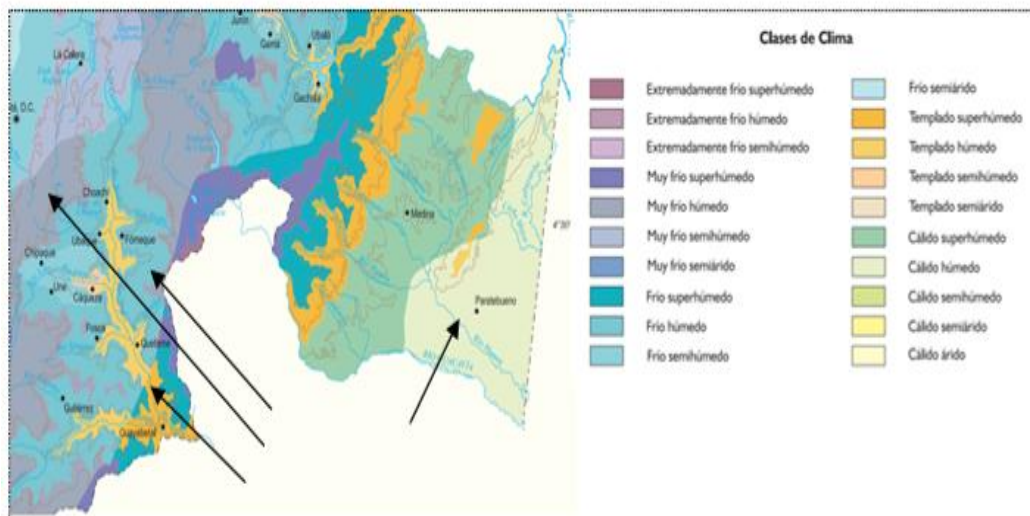 Junín
Gama
Ubalá
La Calera
Gachalá
D.C.
Choachí
Medina
4°30'
Ubaque
Fómeque
Chipaque
Une
Cáqueza
Paratebueno
Fosca
Quetame
Gutiérrez
Guayabetal
Clases de Clima
Extremadamente frío superhúmedo
Extremadamente frío húmedo
Extremadamente frío semihúmedo
Muy frío superhúmedo
Muy frío húmedo
Muy frío semihúmedo
Muy frío semiárido
Frío superhúmedo
Frío húmedo
Frío semihúmedo
Frío semiárido
Templado superhúmedo
Templado húmedo
Templado semihúmedo
Templado semiárido
Cálido superhúmedo
Cálido húmedo
Cálido semihúmedo
Cálido semiárido
Cálido árido